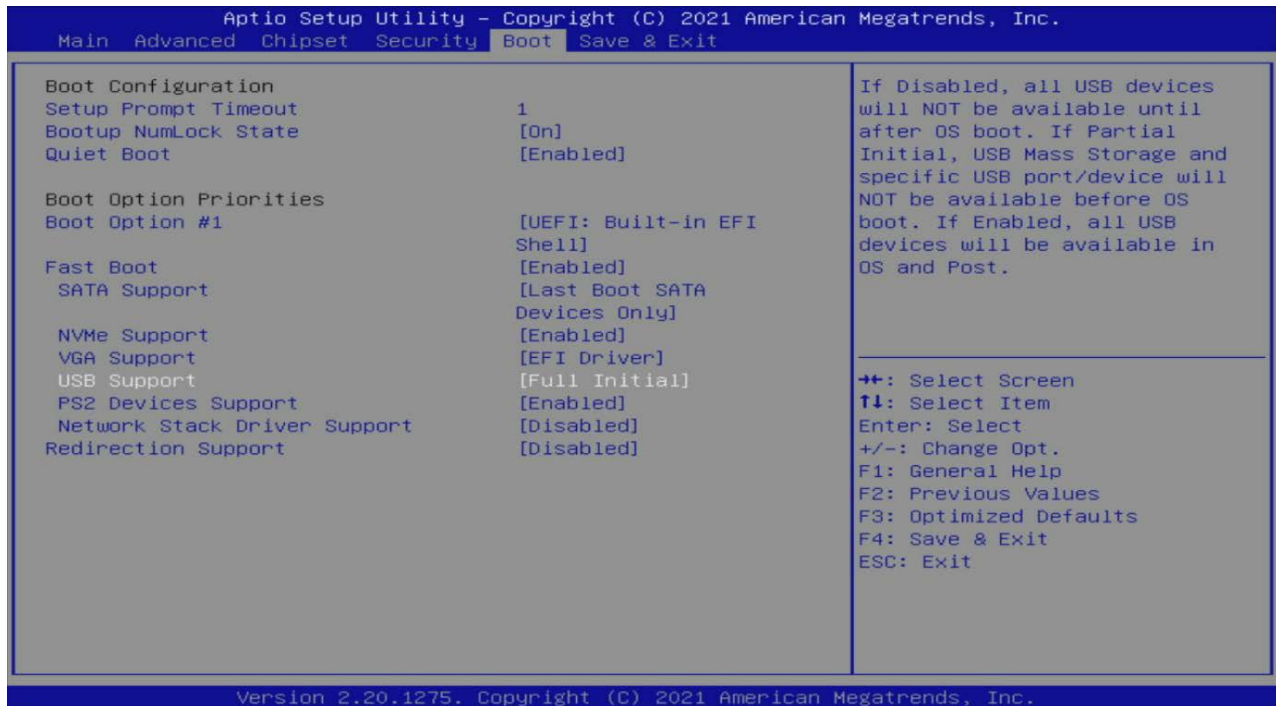 Aptio Setup Utility – Copyright (C) 2021 American Megatrends, Inc.
Main Advanced Chipset Security Boot Save & Exit
Boot Configuration
Setup Prompt Timeout 1
Bootup NumLock State [On]
Quiet Boot [Enabled]
Boot Option Priorities
Boot Option #1 [UEFI: Built-in EFI
Shell]
Fast Boot [Enabled]
SATA Support [Last Boot SATA
Devices Only]
NVMe Support [Enabled]
VGA Support [EFI Driver]
USB Support [Full Initial]
PS2 Devices Support [Enabled]
Network Stack Driver Support [Disabled]
Redirection Support [Disabled]
If Disabled, all USB devices
will NOT be available until
after OS boot. If Partial
Initial, USB Mass Storage and
specific USB port/device will
NOT be available before OS
boot. If Enabled, all USB
devices will be available in
OS and Post.
→←: Select Screen
↑↓: Select Item
Enter: Select
+/-: Change Opt.
F1: General Help
F2: Previous Values
F3: Optimized Defaults
F4: Save & Exit
ESC: Exit
Version 2.20.1275. Copyright (C) 2021 American Megatrends, Inc.